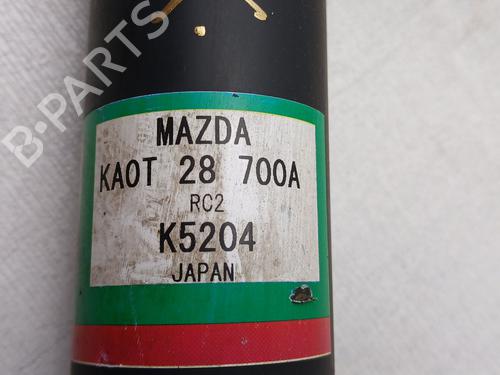 B-PARTS
MAZDA
KA0T 28 700A
RC2
K5204
JAPAN